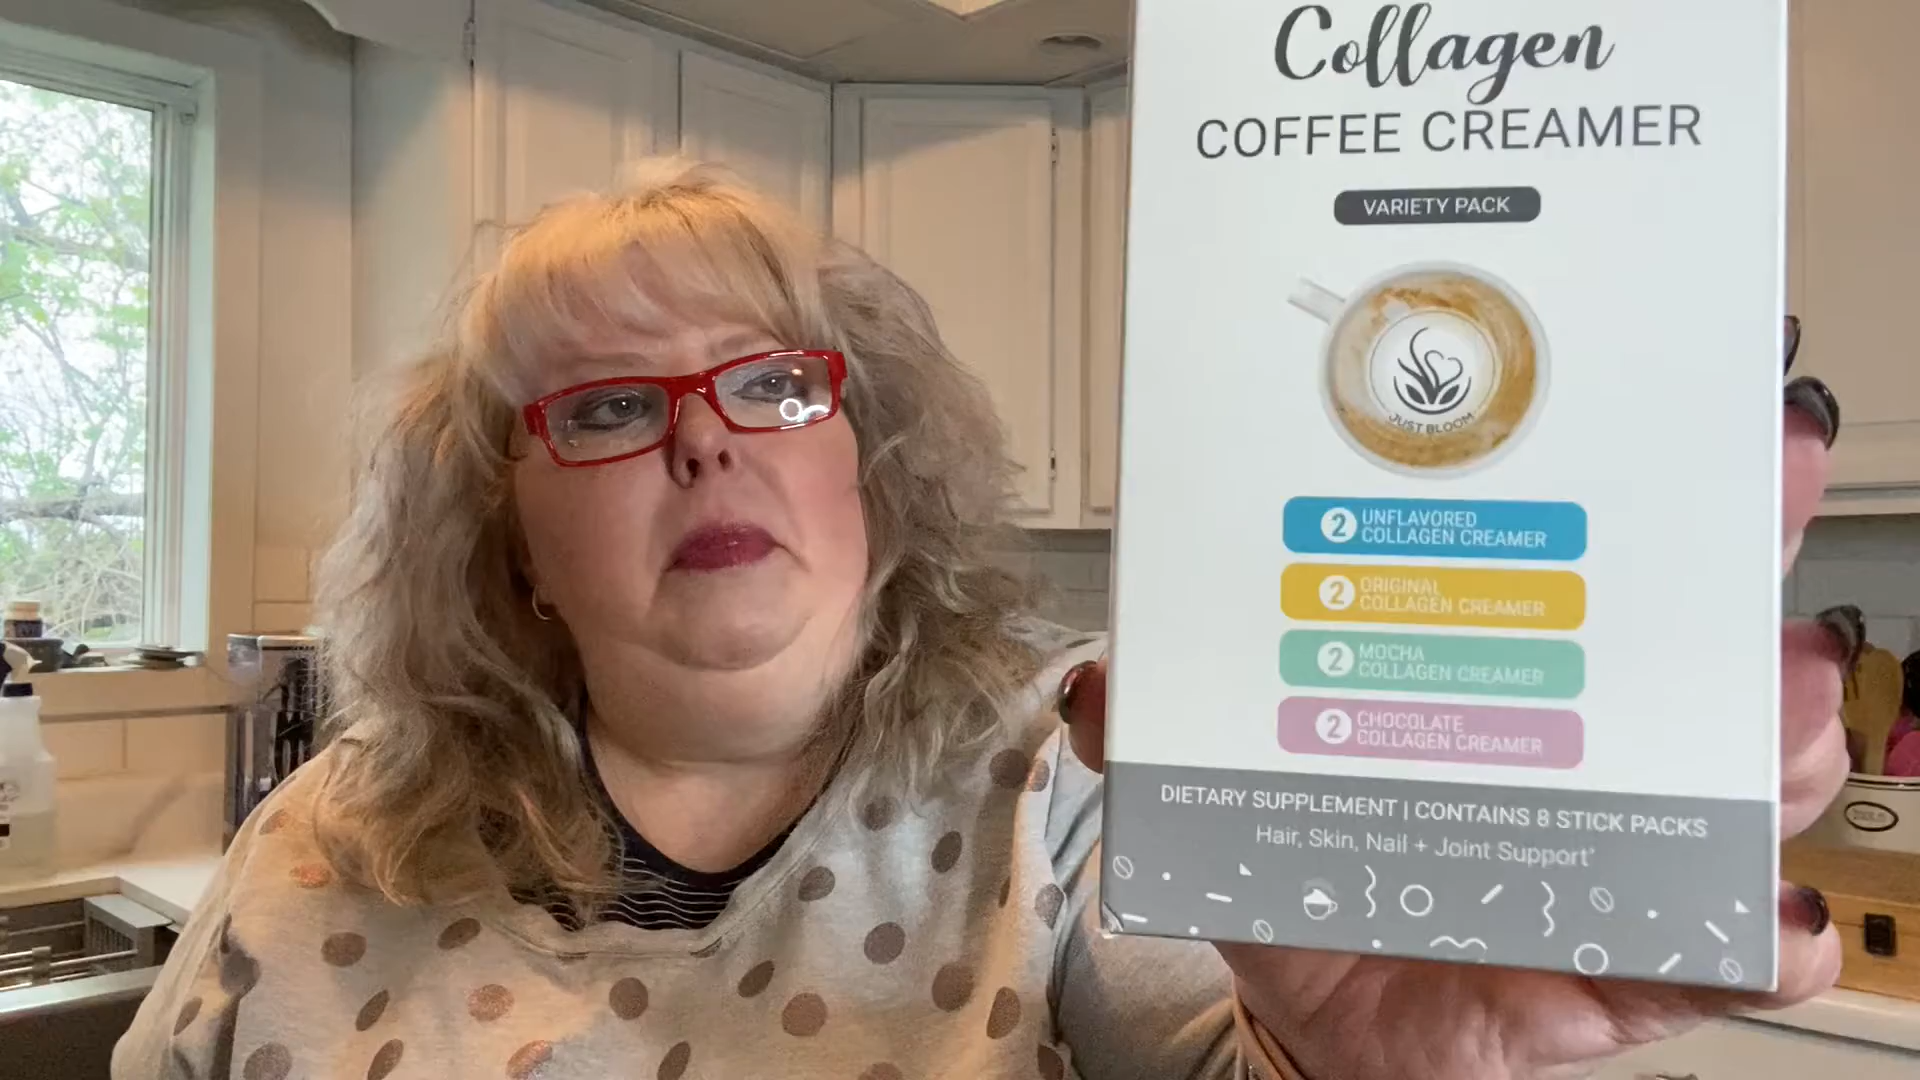 Collagen
COFFEE CREAMER
VARIETY PACK
JUST BLOOM
2 UNFLAVORED
COLLAGEN CREAMER
2 ORIGINAL
COLLAGEN CREAMER
2 MOCHA
COLLAGEN CREAMER
2 CHOCOLATE
COLLAGEN CREAMER
DIETARY SUPPLEMENT | CONTAINS 8 STICK PACKS
Hair, Skin, Nail + Joint Support*